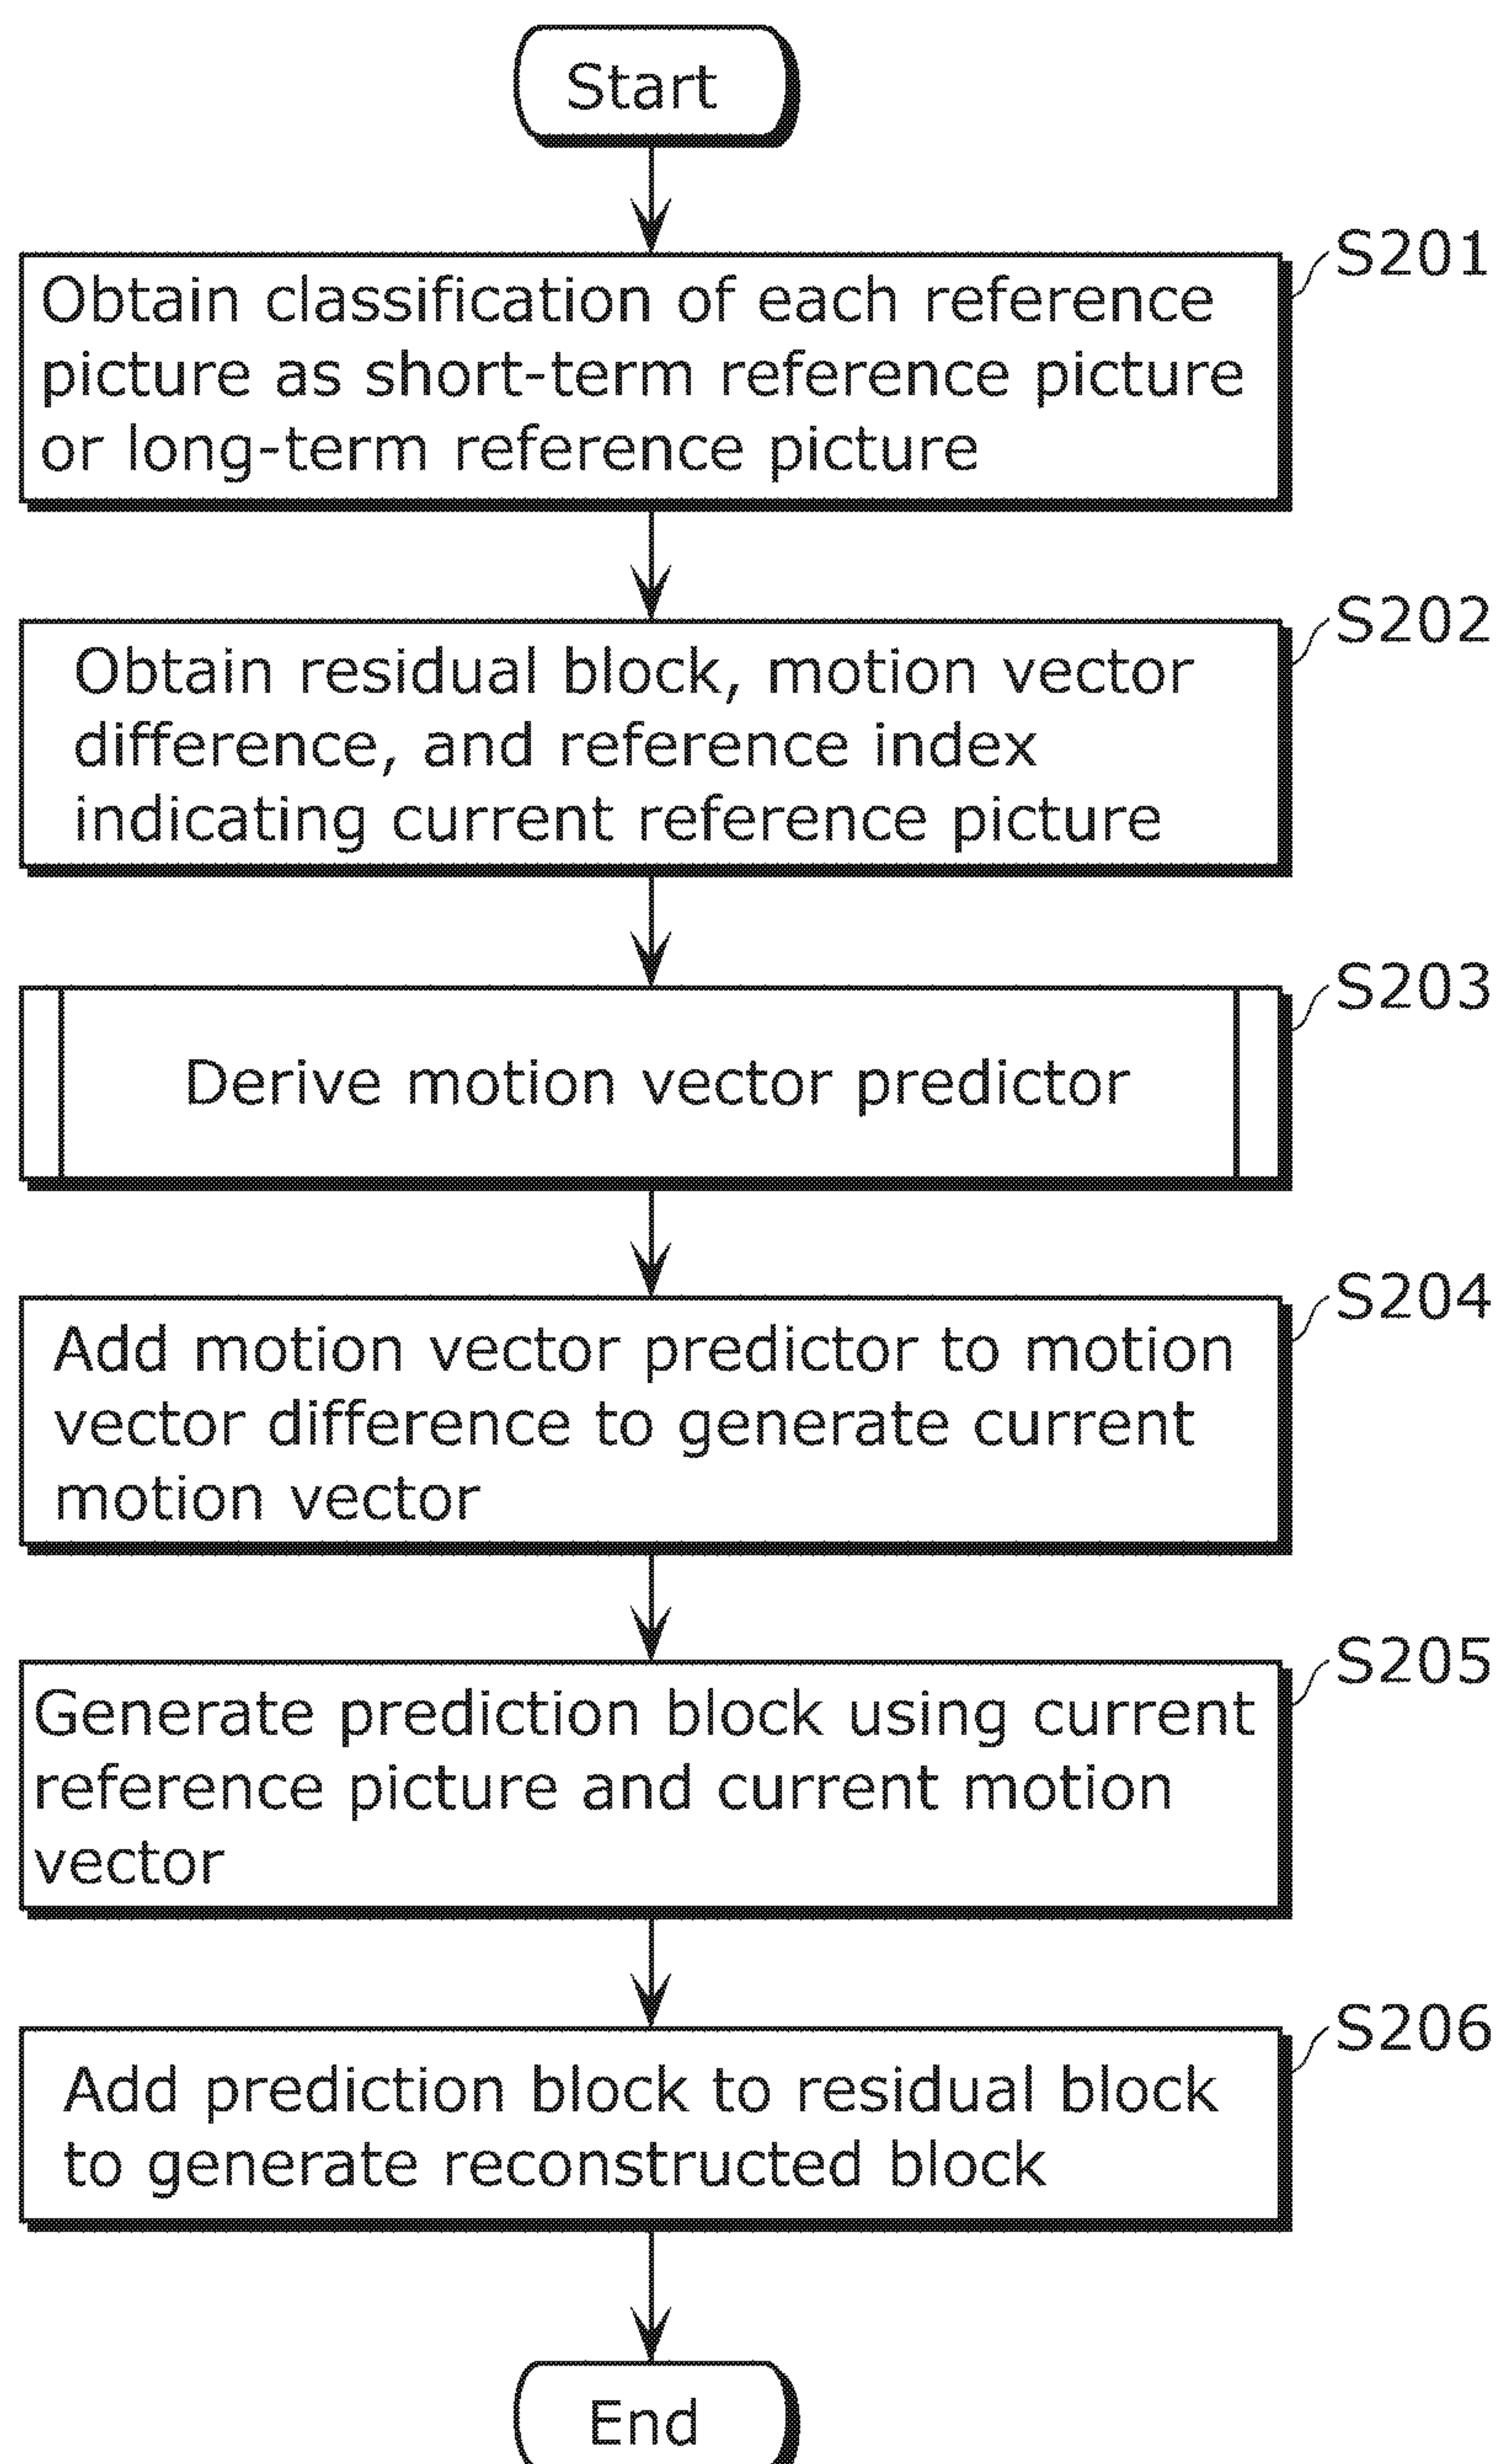 Start
S201
Obtain classification of each reference
picture as short-term reference picture
or long-term reference picture
S202
Obtain residual block, motion vector
difference, and reference index
indicating current reference picture
S203
Derive motion vector predictor
S204
Add motion vector predictor to motion
vector difference to generate current
motion vector
S205
Generate prediction block using current
reference picture and current motion
vector
S206
Add prediction block to residual block
to generate reconstructed block
End